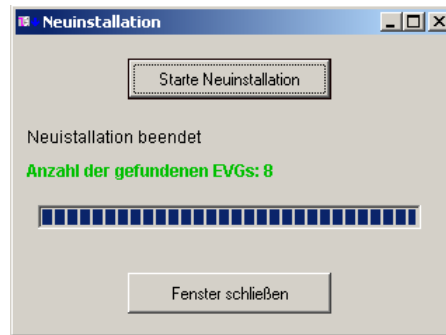 Neuinstallation
Starte Neuinstallation
Neuistallation beendet
Anzahl der gefundenen EVGs: 8
Fenster schließen